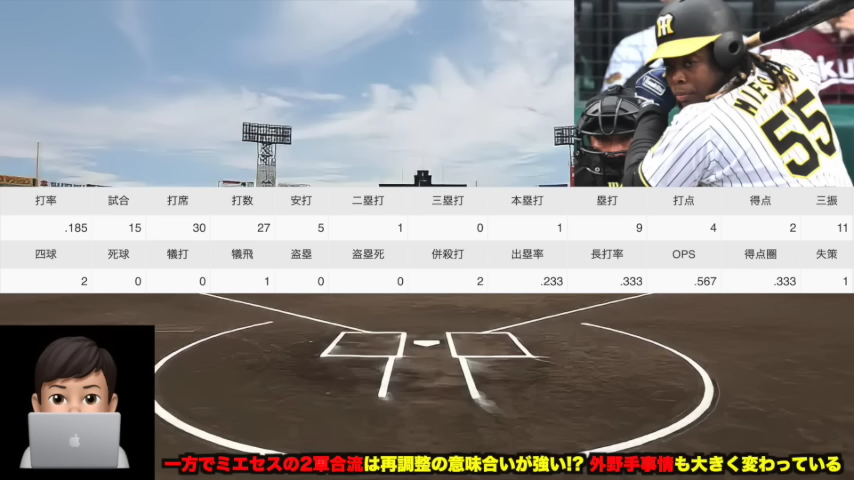 MIESES
55
打率 試合 打席 打数 安打 二塁打 三塁打 本塁打 塁打 打点 得点 三振
.185 15 30 27 5 1 0 1 9 4 2 11
四球 死球 犠打 犠飛 盗塁 盗塁死 併殺打 出塁率 長打率 OPS 得点圏 失策
2 0 0 1 0 0 2 .233 .333 .567 .333 1
一方でミエセスの2軍合流は再調整の意味合いが強い!? 外野手事情も大きく変わっている